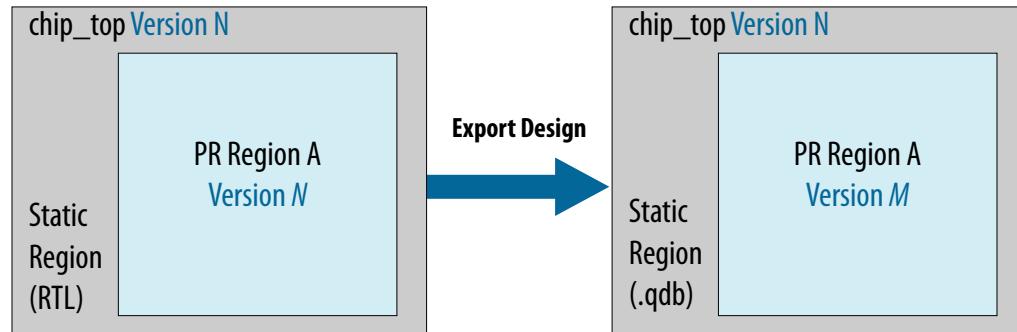 chip_top Version N
PR Region A
Version N
Static
Region
(RTL)
Export Design
chip_top Version N
PR Region A
Version M
Static
Region
(.qdb)